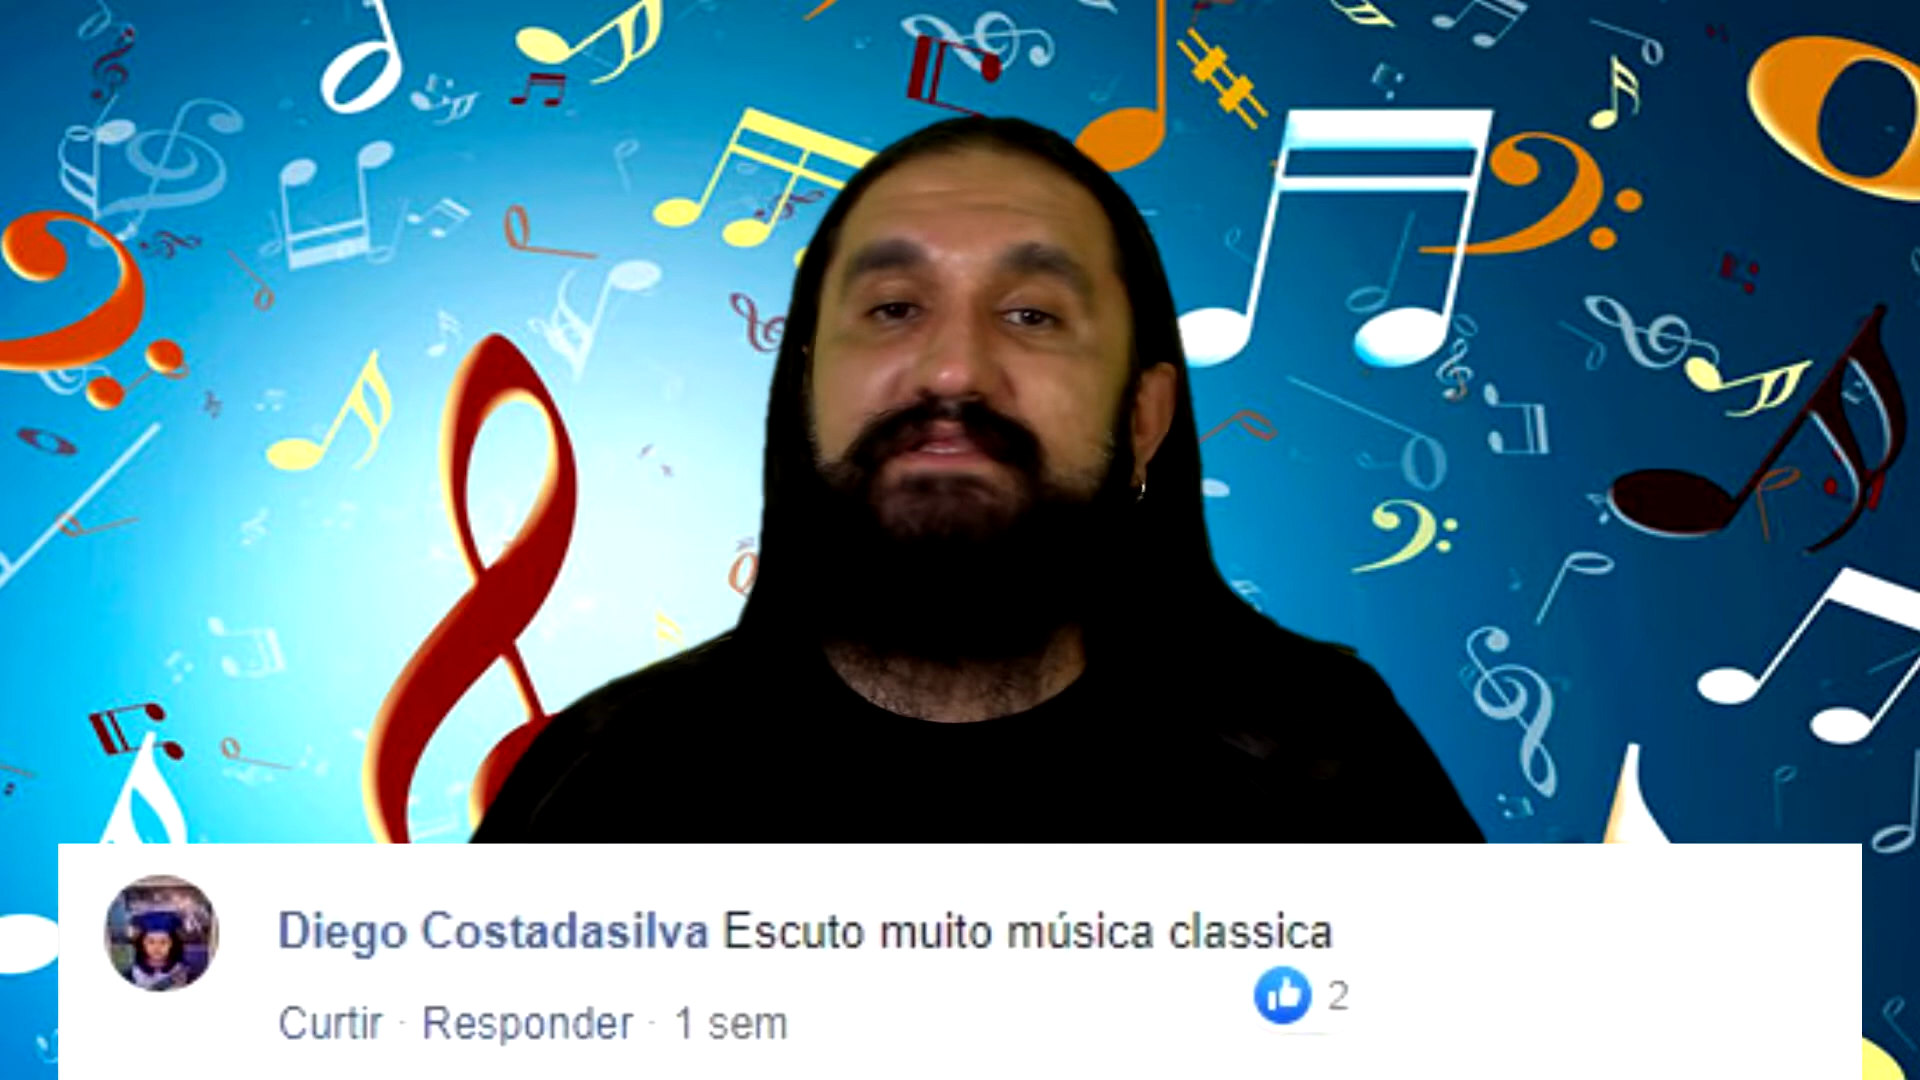 Diego Costadasilva Escuto muito música classica
2
Curtir · Responder · 1 sem